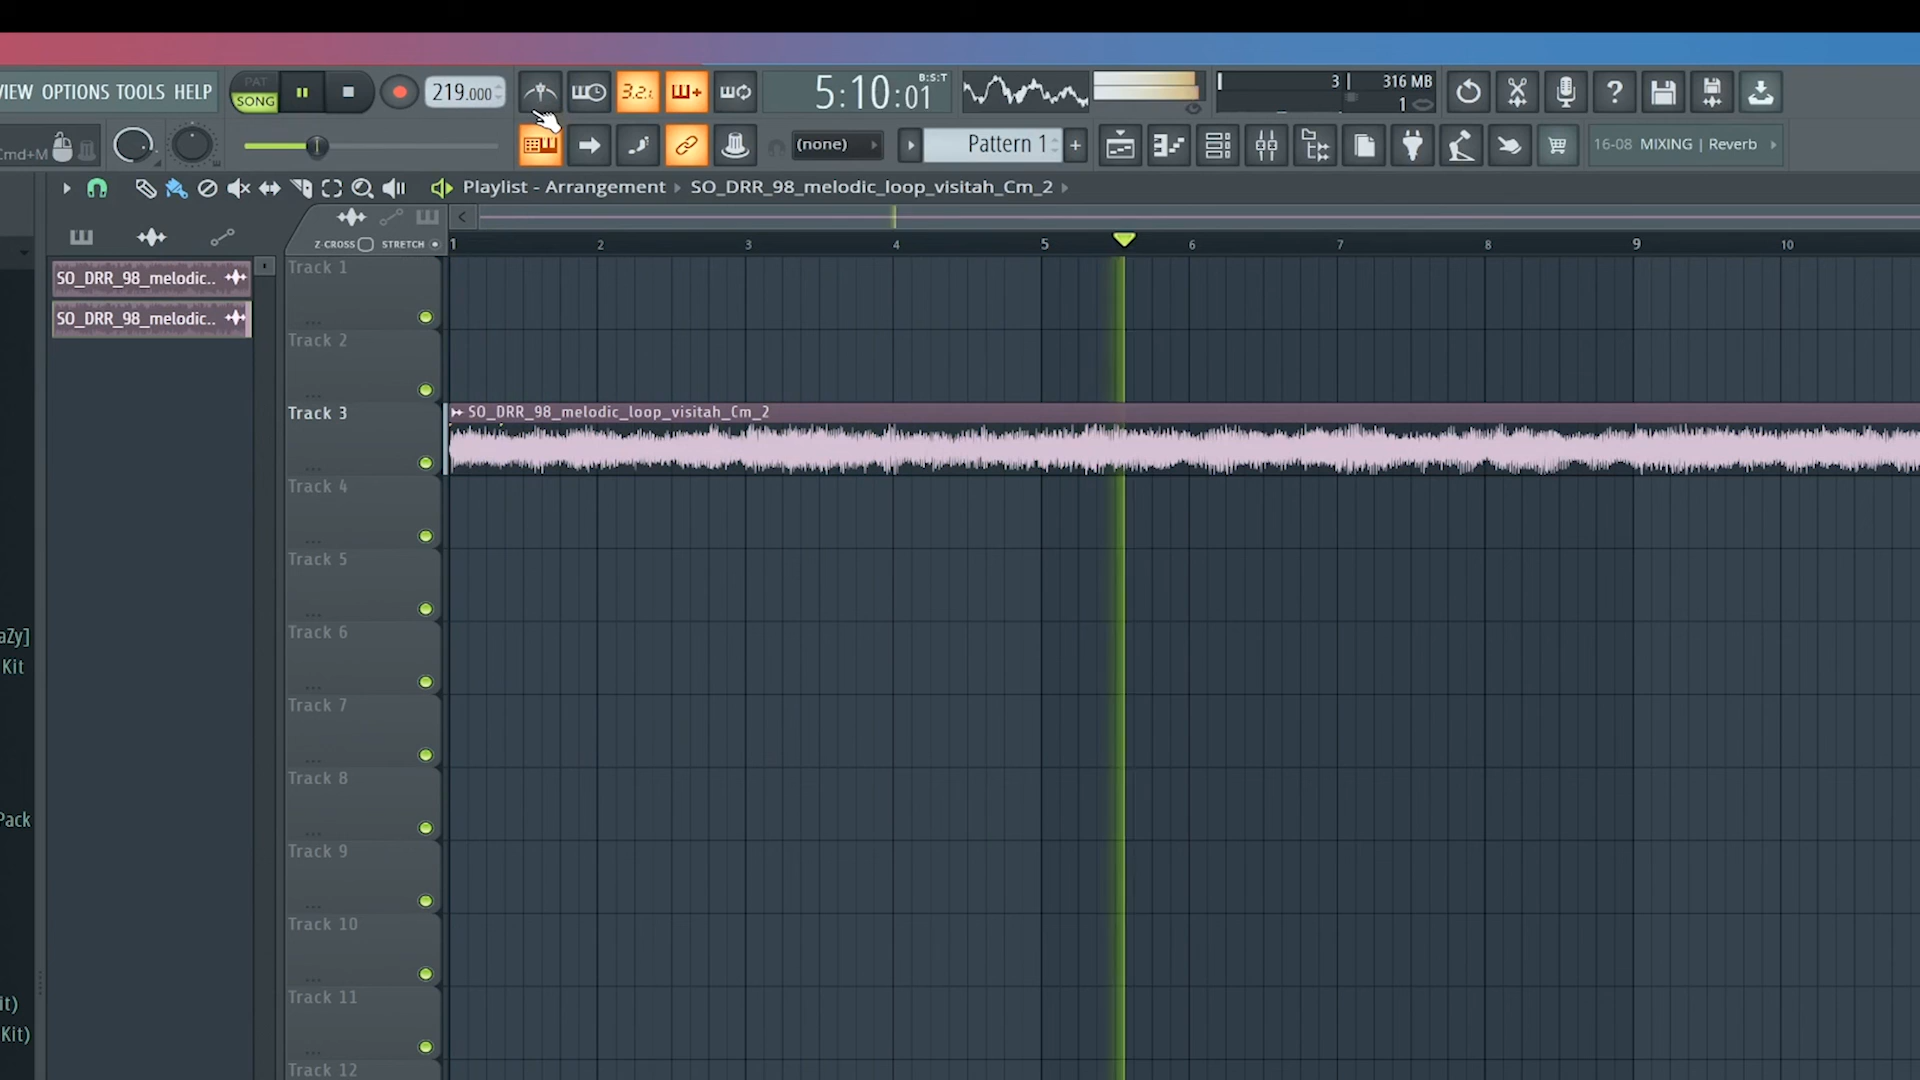 VIEW OPTIONS TOOLS HELP
PAT
SONG
219.000
3.2.
5:10:01
B:S:T
3
316 MB
1
Cmd+M
(none)
Pattern 1
16-08 MIXING | Reverb
Playlist - Arrangement
SO_DRR_98_melodic_loop_visitah_Cm_2
Z-CROSS
STRETCH
1
2
3
4
5
6
7
8
9
10
SO_DRR_98_melodic..
SO_DRR_98_melodic..
Track 1
Track 2
Track 3
SO_DRR_98_melodic_loop_visitah_Cm_2
Track 4
Track 5
Track 6
Track 7
Track 8
Track 9
Track 10
Track 11
Track 12
aZy]
Kit
Pack
it)
Kit)